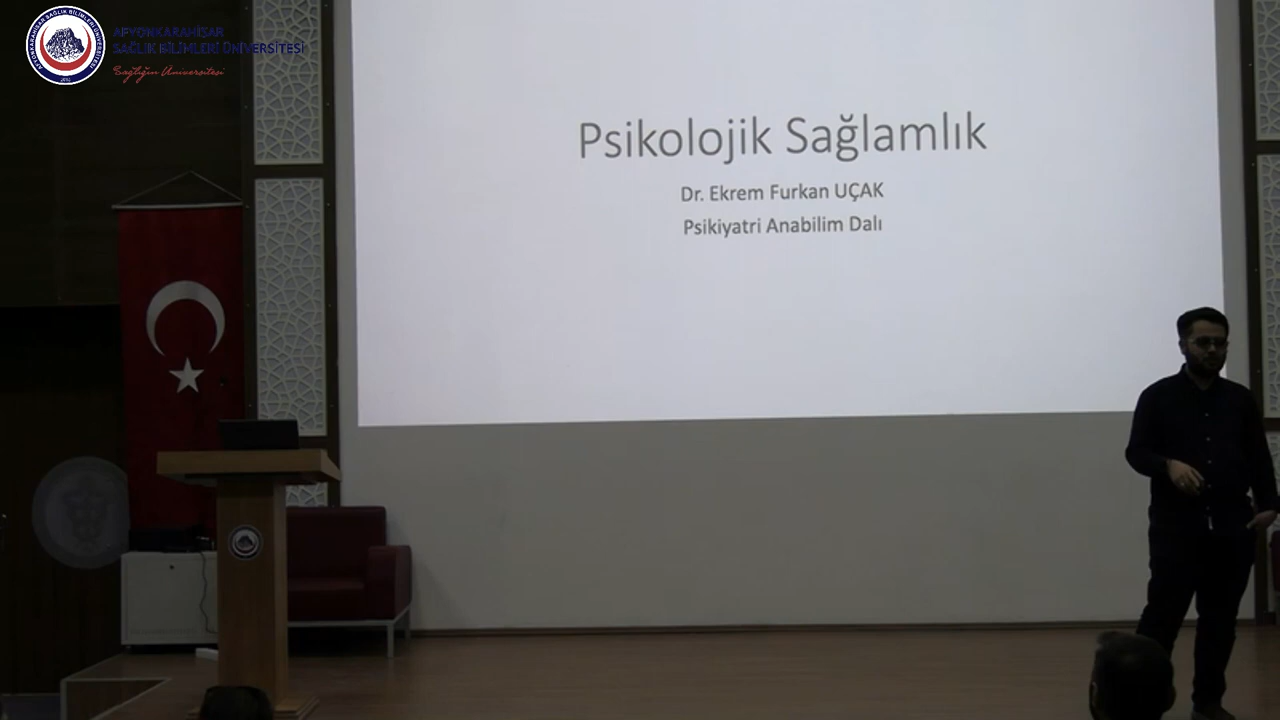 AFYONKARAHİSAR
SAĞLIK BİLİMLERİ ÜNİVERSİTESİ
Sağlığın Üniversitesi
Psikolojik Sağlamlık
Dr. Ekrem Furkan UÇAK
Psikiyatri Anabilim Dalı